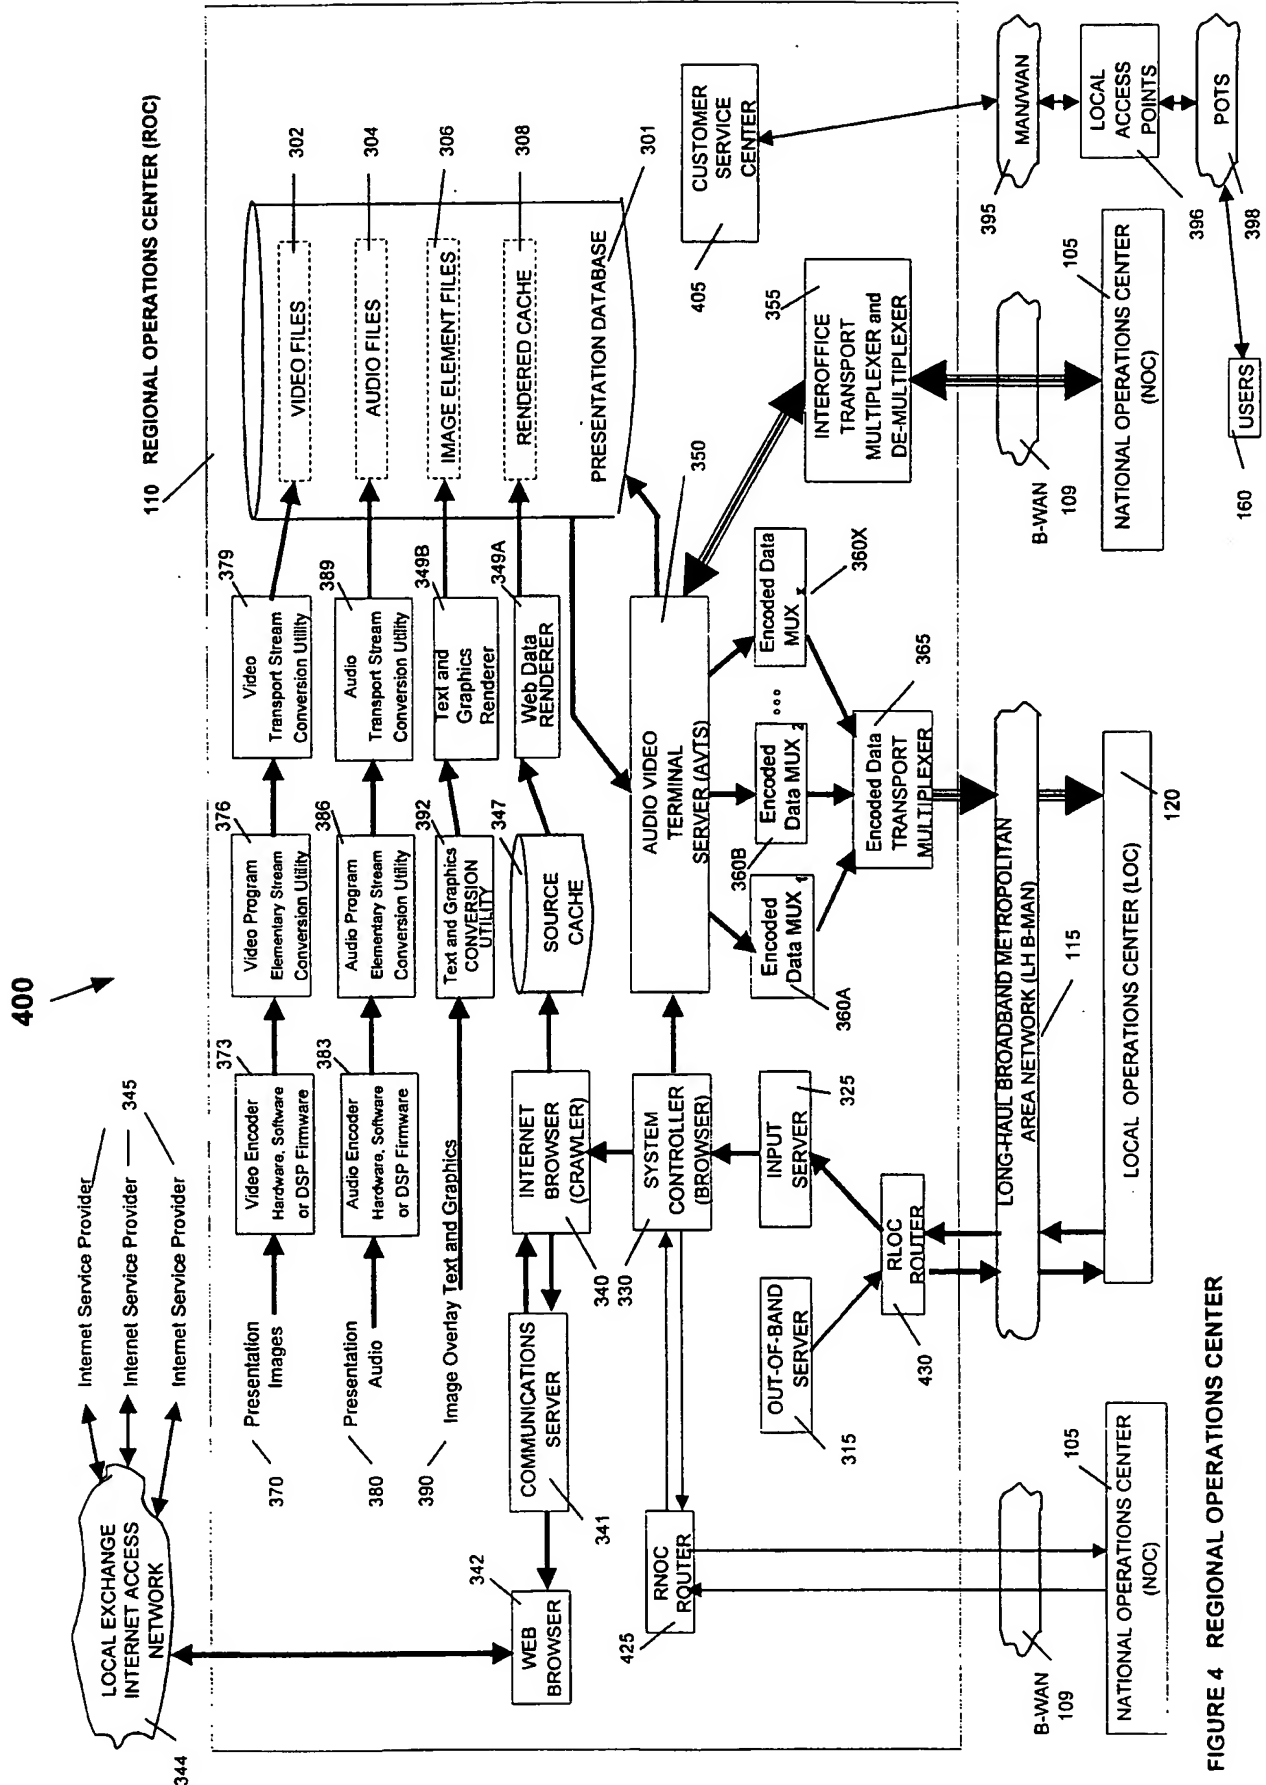 400
110 REGIONAL OPERATIONS CENTER (ROC)
LOCAL EXCHANGE
INTERNET ACCESS
NETWORK
344
Internet Service Provider
Internet Service Provider
Internet Service Provider
345
370
Presentation
Images
373
Video Encoder
Hardware, Software
or DSP Firmware
376
Video Program
Elementary Stream
Conversion Utility
379
Video
Transport Stream
Conversion Utility
VIDEO FILES
302
380
Presentation
Audio
383
Audio Encoder
Hardware, Software
or DSP Firmware
386
Audio Program
Elementary Stream
Conversion Utility
389
Audio
Transport Stream
Conversion Utility
AUDIO FILES
304
390
Image Overlay Text and Graphics
392
Text and Graphics
CONVERSION
UTILITY
349B
Text and
Graphics
Renderer
IMAGE ELEMENT FILES
306
342
WEB
BROWSER
COMMUNICATIONS
SERVER
341
INTERNET
BROWSER
(CRAWLER)
340
347
SOURCE
CACHE
349A
Web Data
RENDERER
RENDERED CACHE
308
PRESENTATION DATABASE
301
RNOC
ROUTER
425
330
SYSTEM
CONTROLLER
(BROWSER)
AUDIO VIDEO
TERMINAL
SERVER (AVTS)
350
CUSTOMER
SERVICE
CENTER
405
OUT-OF-BAND
SERVER
315
INPUT
SERVER
325
Encoded
Data MUX 1
360A
Encoded
Data MUX 2
360B
...
Encoded Data
MUX x
360X
355
INTEROFFICE
TRANSPORT
MULTIPLEXER and
DE-MULTIPLEXER
RLOC
ROUTER
430
Encoded Data
TRANSPORT
MULTIPLEXER
365
B-WAN
109
LONG-HAUL BROADBAND METROPOLITAN
AREA NETWORK (LH B-MAN)
115
B-WAN
109
395
MAN/WAN
105
NATIONAL OPERATIONS CENTER
(NOC)
LOCAL OPERATIONS CENTER (LOC)
120
105
NATIONAL OPERATIONS CENTER
(NOC)
LOCAL
ACCESS
POINTS
396
POTS
398
160
USERS
FIGURE 4 REGIONAL OPERATIONS CENTER